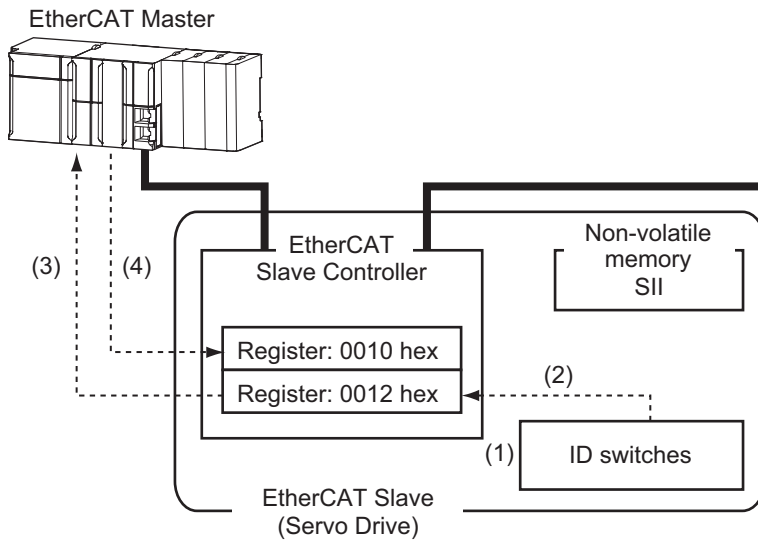 EtherCAT Master
(3)
(4)
EtherCAT
Slave Controller
Non-volatile
memory
SII
Register: 0010 hex
Register: 0012 hex
(2)
(1)
ID switches
EtherCAT Slave
(Servo Drive)